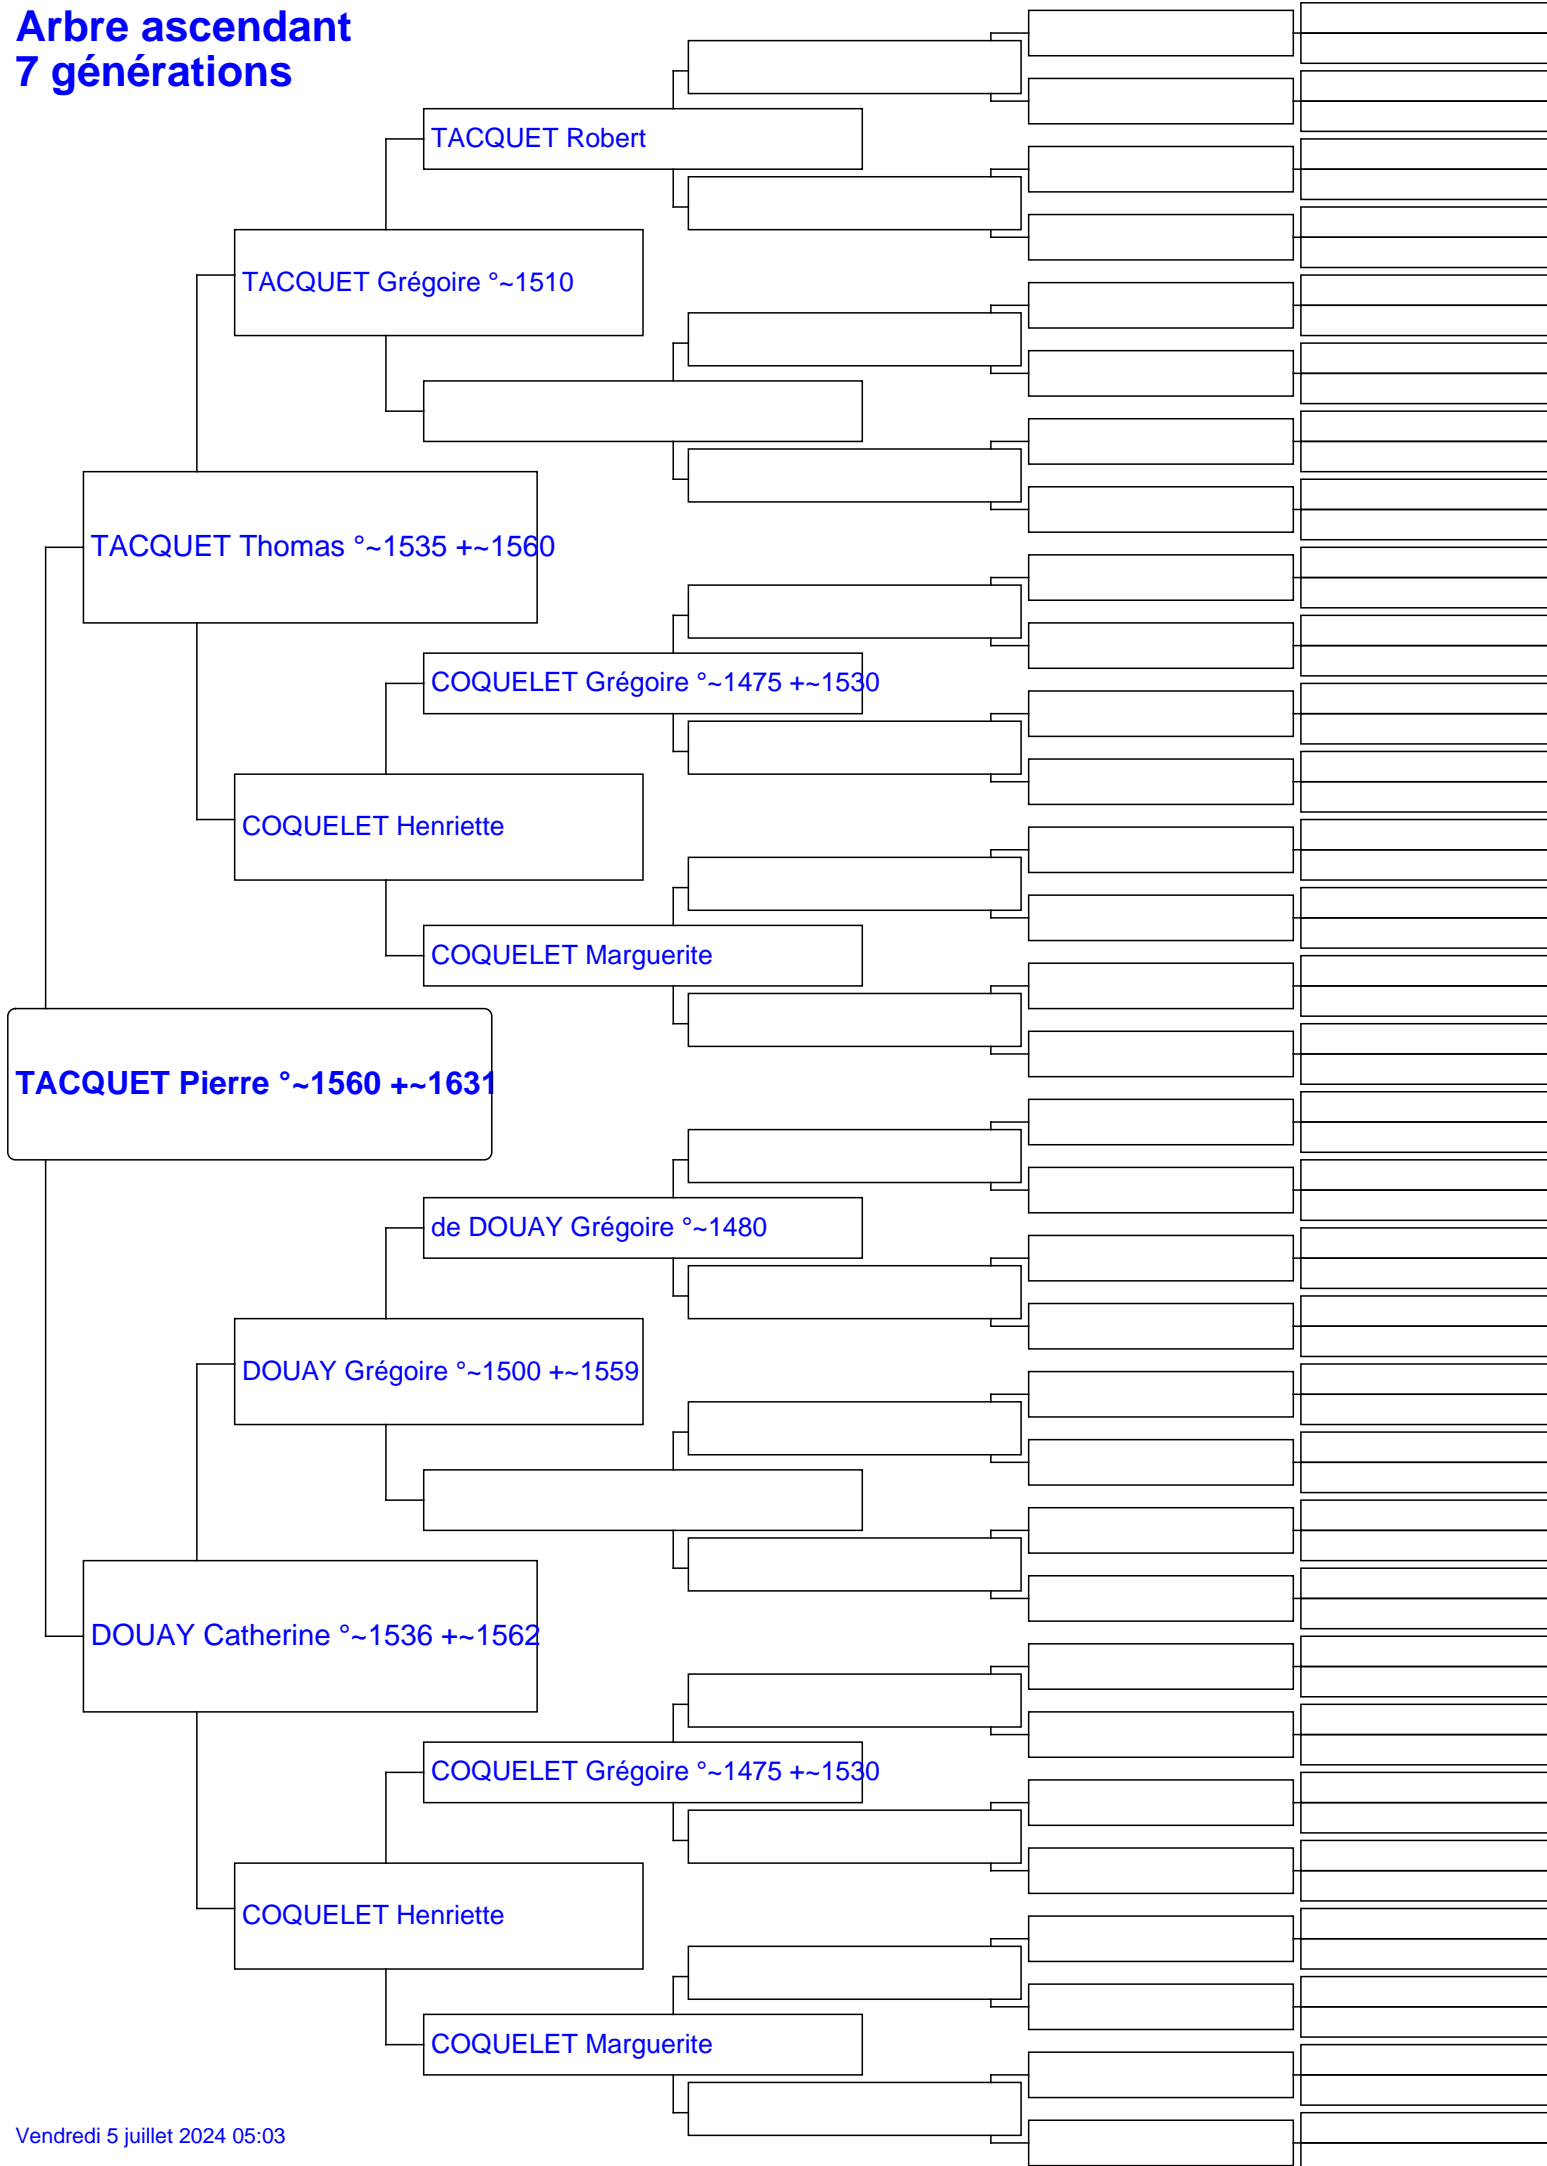 Arbre ascendant
7 générations
TACQUET Robert
TACQUET Grégoire °~1510
TACQUET Thomas °~1535 +~1560
COQUELET Grégoire °~1475 +~1530
COQUELET Henriette
COQUELET Marguerite
TACQUET Pierre °~1560 +~1631
de DOUAY Grégoire °~1480
DOUAY Grégoire °~1500 +~1559
DOUAY Catherine °~1536 +~1562
COQUELET Grégoire °~1475 +~1530
COQUELET Henriette
COQUELET Marguerite
Vendredi 5 juillet 2024 05:03